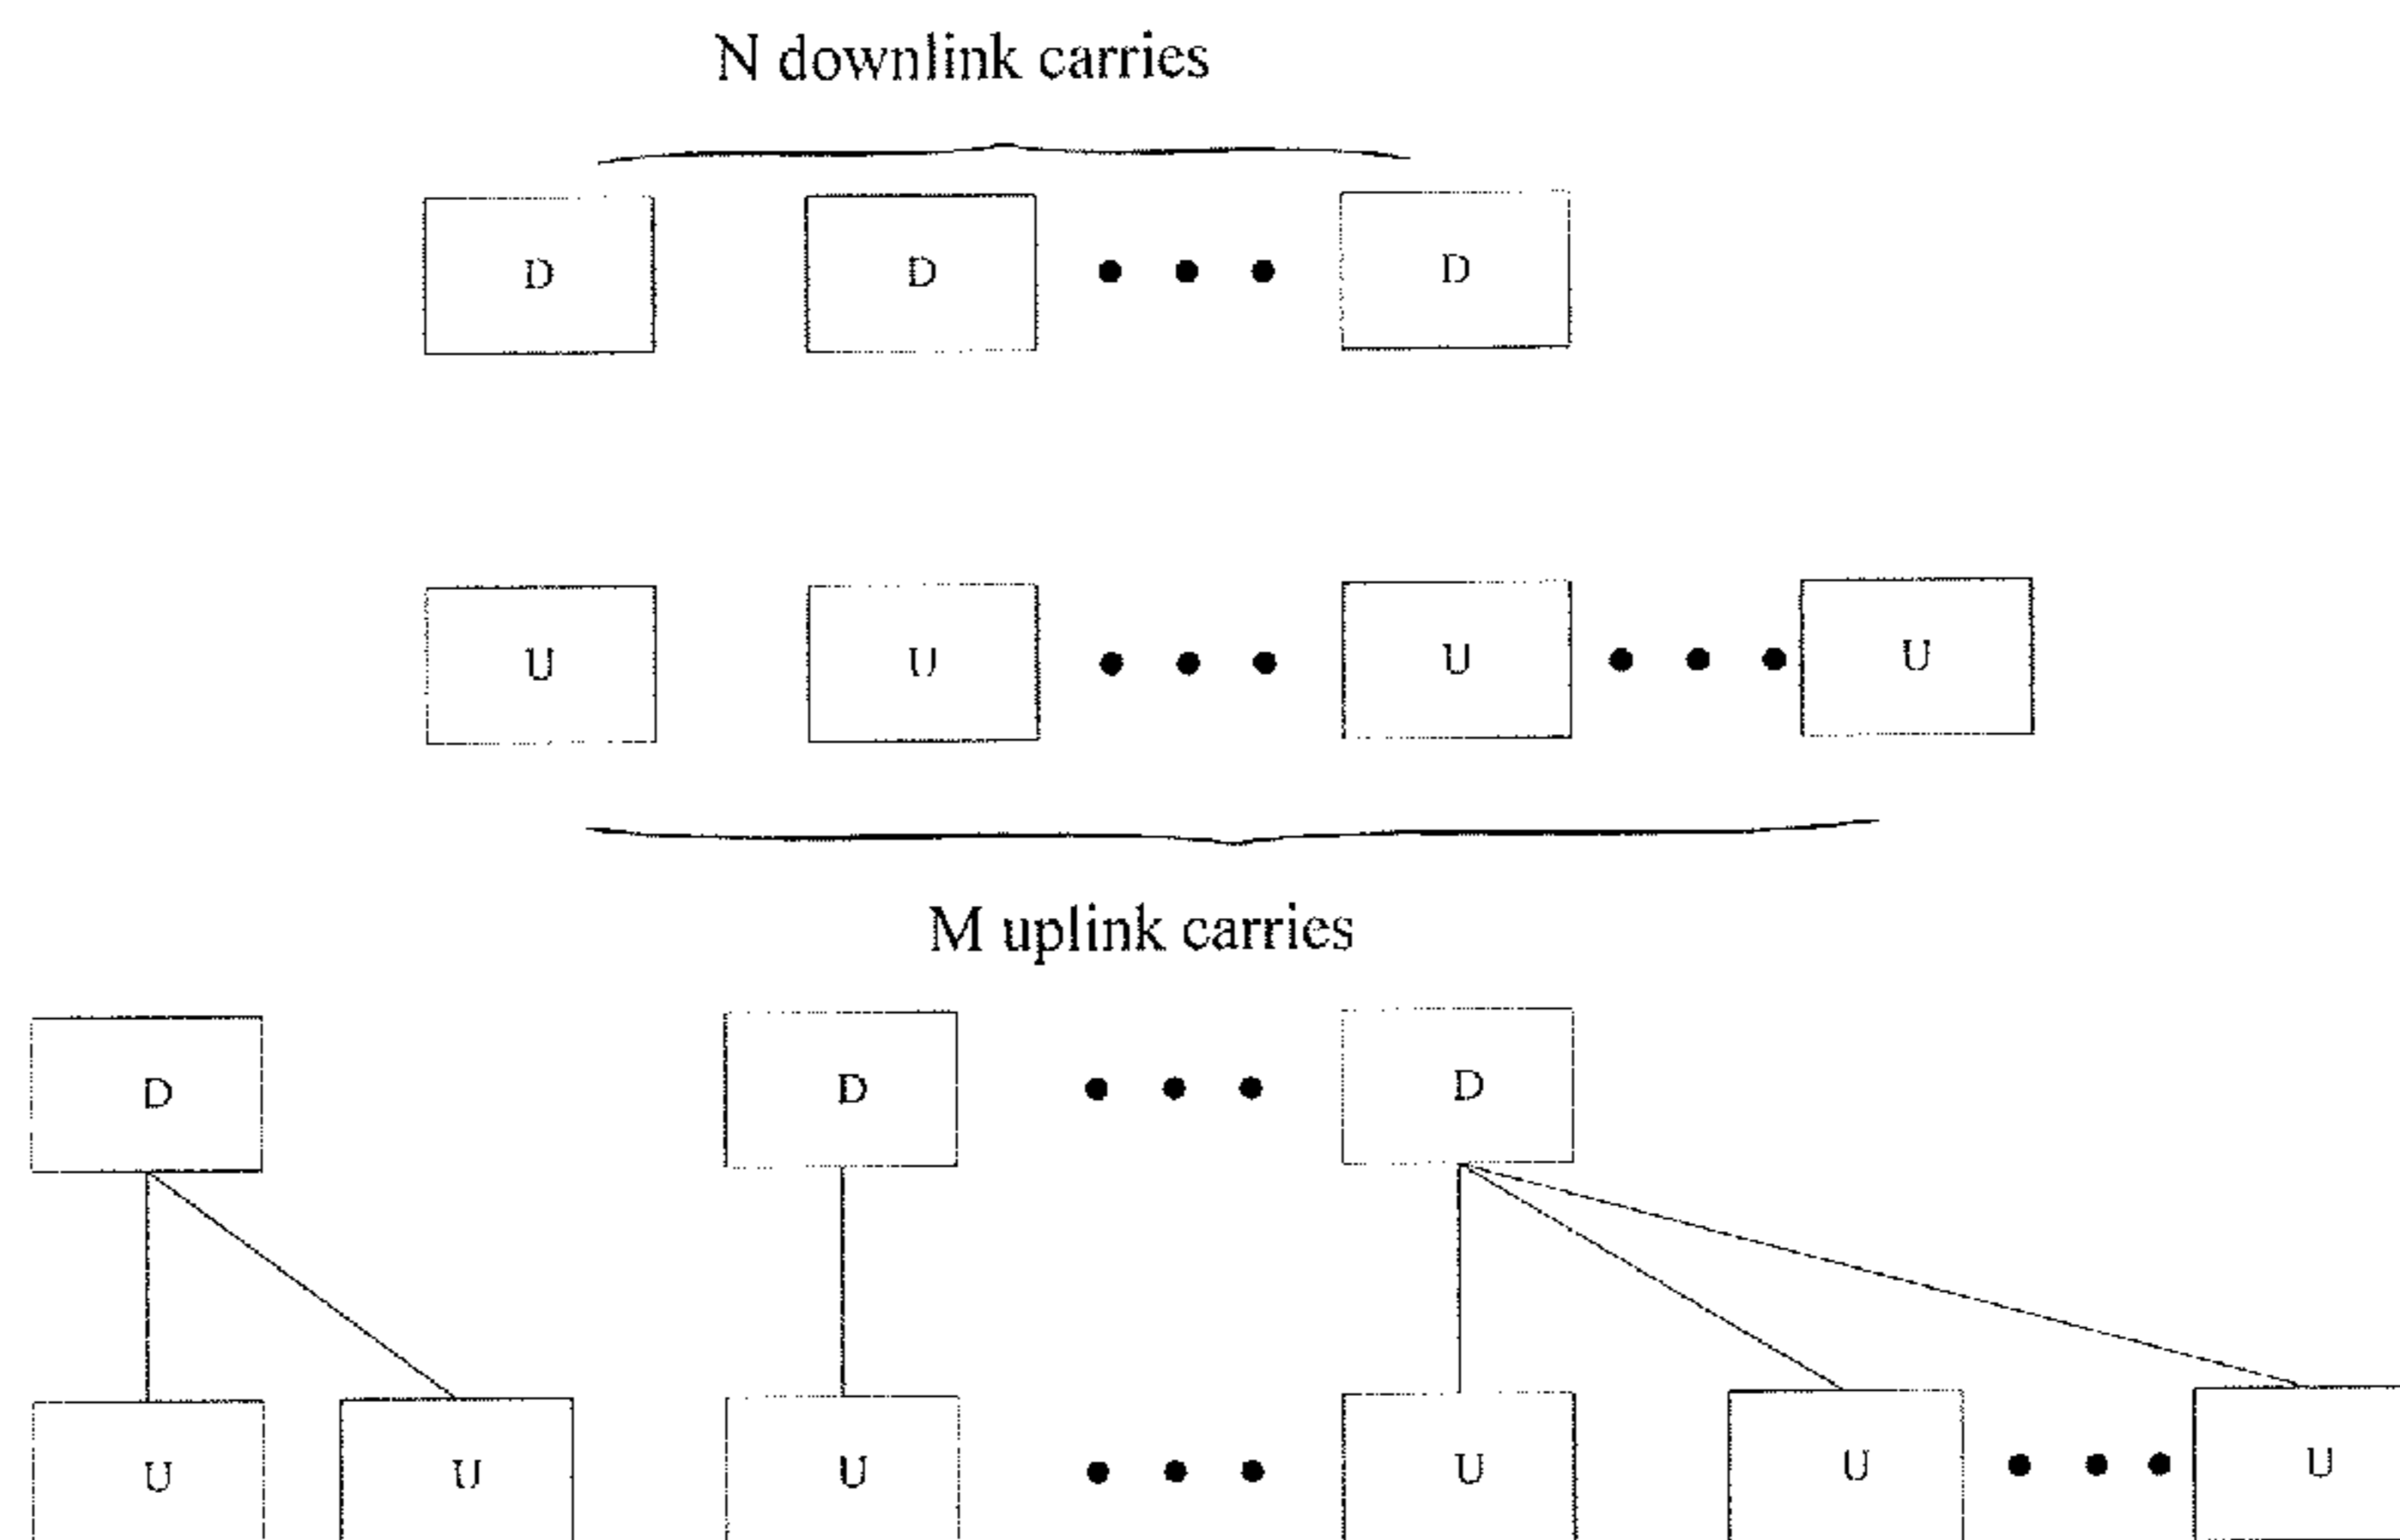 N downlink carries
D D D
U U U U
M uplink carries
D D D
U U U U U U